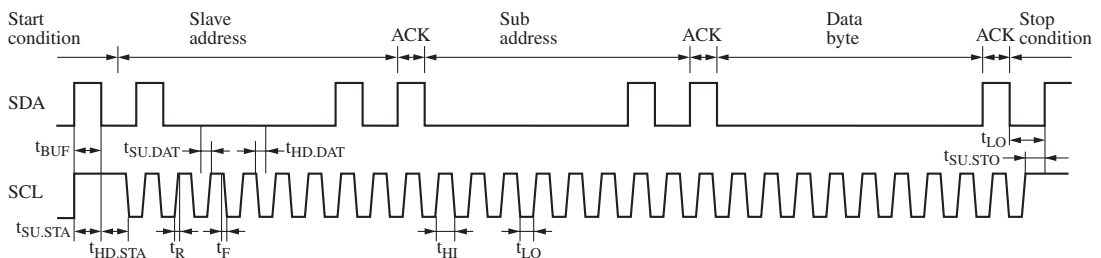 Start condition
Slave address
ACK
Sub address
ACK
Data byte
ACK
Stop condition
SDA
tBUF
tSU.DAT
tHD.DAT
tLO
tSU.STO
SCL
tSU.STA
tHD.STA
tR
tF
tHI
tLO